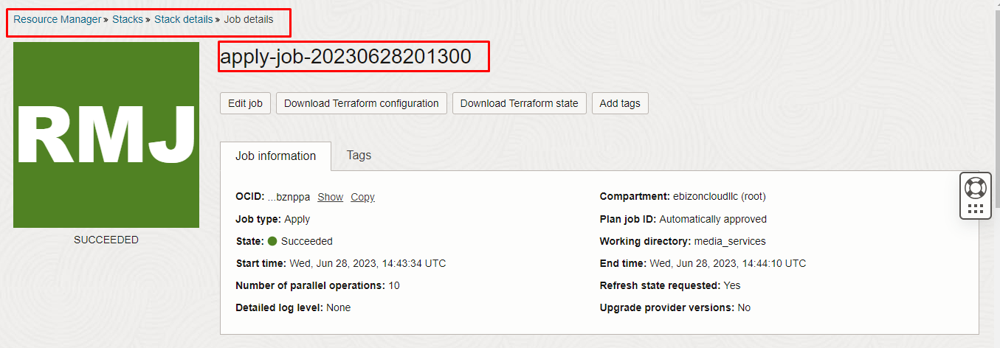 Resource Manager » Stacks » Stack details » Job details
apply-job-20230628201300
RMJ
SUCCEEDED
Edit job
Download Terraform configuration
Download Terraform state
Add tags
Job information
Tags
OCID: ...bznppa Show Copy
Job type: Apply
State: Succeeded
Start time: Wed, Jun 28, 2023, 14:43:34 UTC
Number of parallel operations: 10
Detailed log level: None
Compartment: ebizoncloudllc (root)
Plan job ID: Automatically approved
Working directory: media_services
End time: Wed, Jun 28, 2023, 14:44:10 UTC
Refresh state requested: Yes
Upgrade provider versions: No